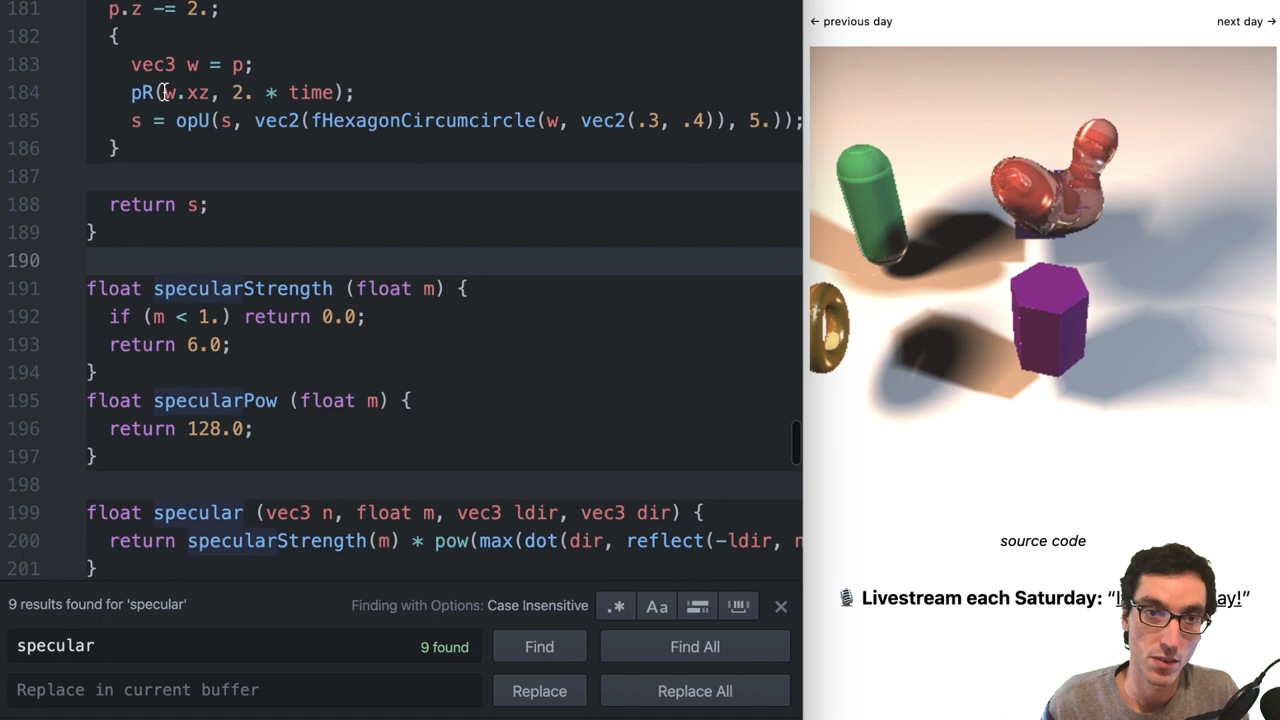 181 p.z -= 2.;
182 {
183 vec3 w = p;
184 pR(w.xz, 2. * time);
185 s = opU(s, vec2(fHexagonCircumcircle(w, vec2(.3, .4)), 5.));
186 }
187
188 return s;
189 }
190
191 float specularStrength (float m) {
192 if (m < 1.) return 0.0;
193 return 6.0;
194 }
195 float specularPow (float m) {
196 return 128.0;
197 }
198
199 float specular (vec3 n, float m, vec3 ldir, vec3 dir) {
200 return specularStrength(m) * pow(max(dot(dir, reflect(-ldir, n
201 }
9 results found for 'specular'
Finding with Options: Case Insensitive
.* Aa
specular
9 found
Find
Find All
Replace in current buffer
Replace
Replace All
← previous day
next day →
source code
🎙 Livestream each Saturday: “ ay!”